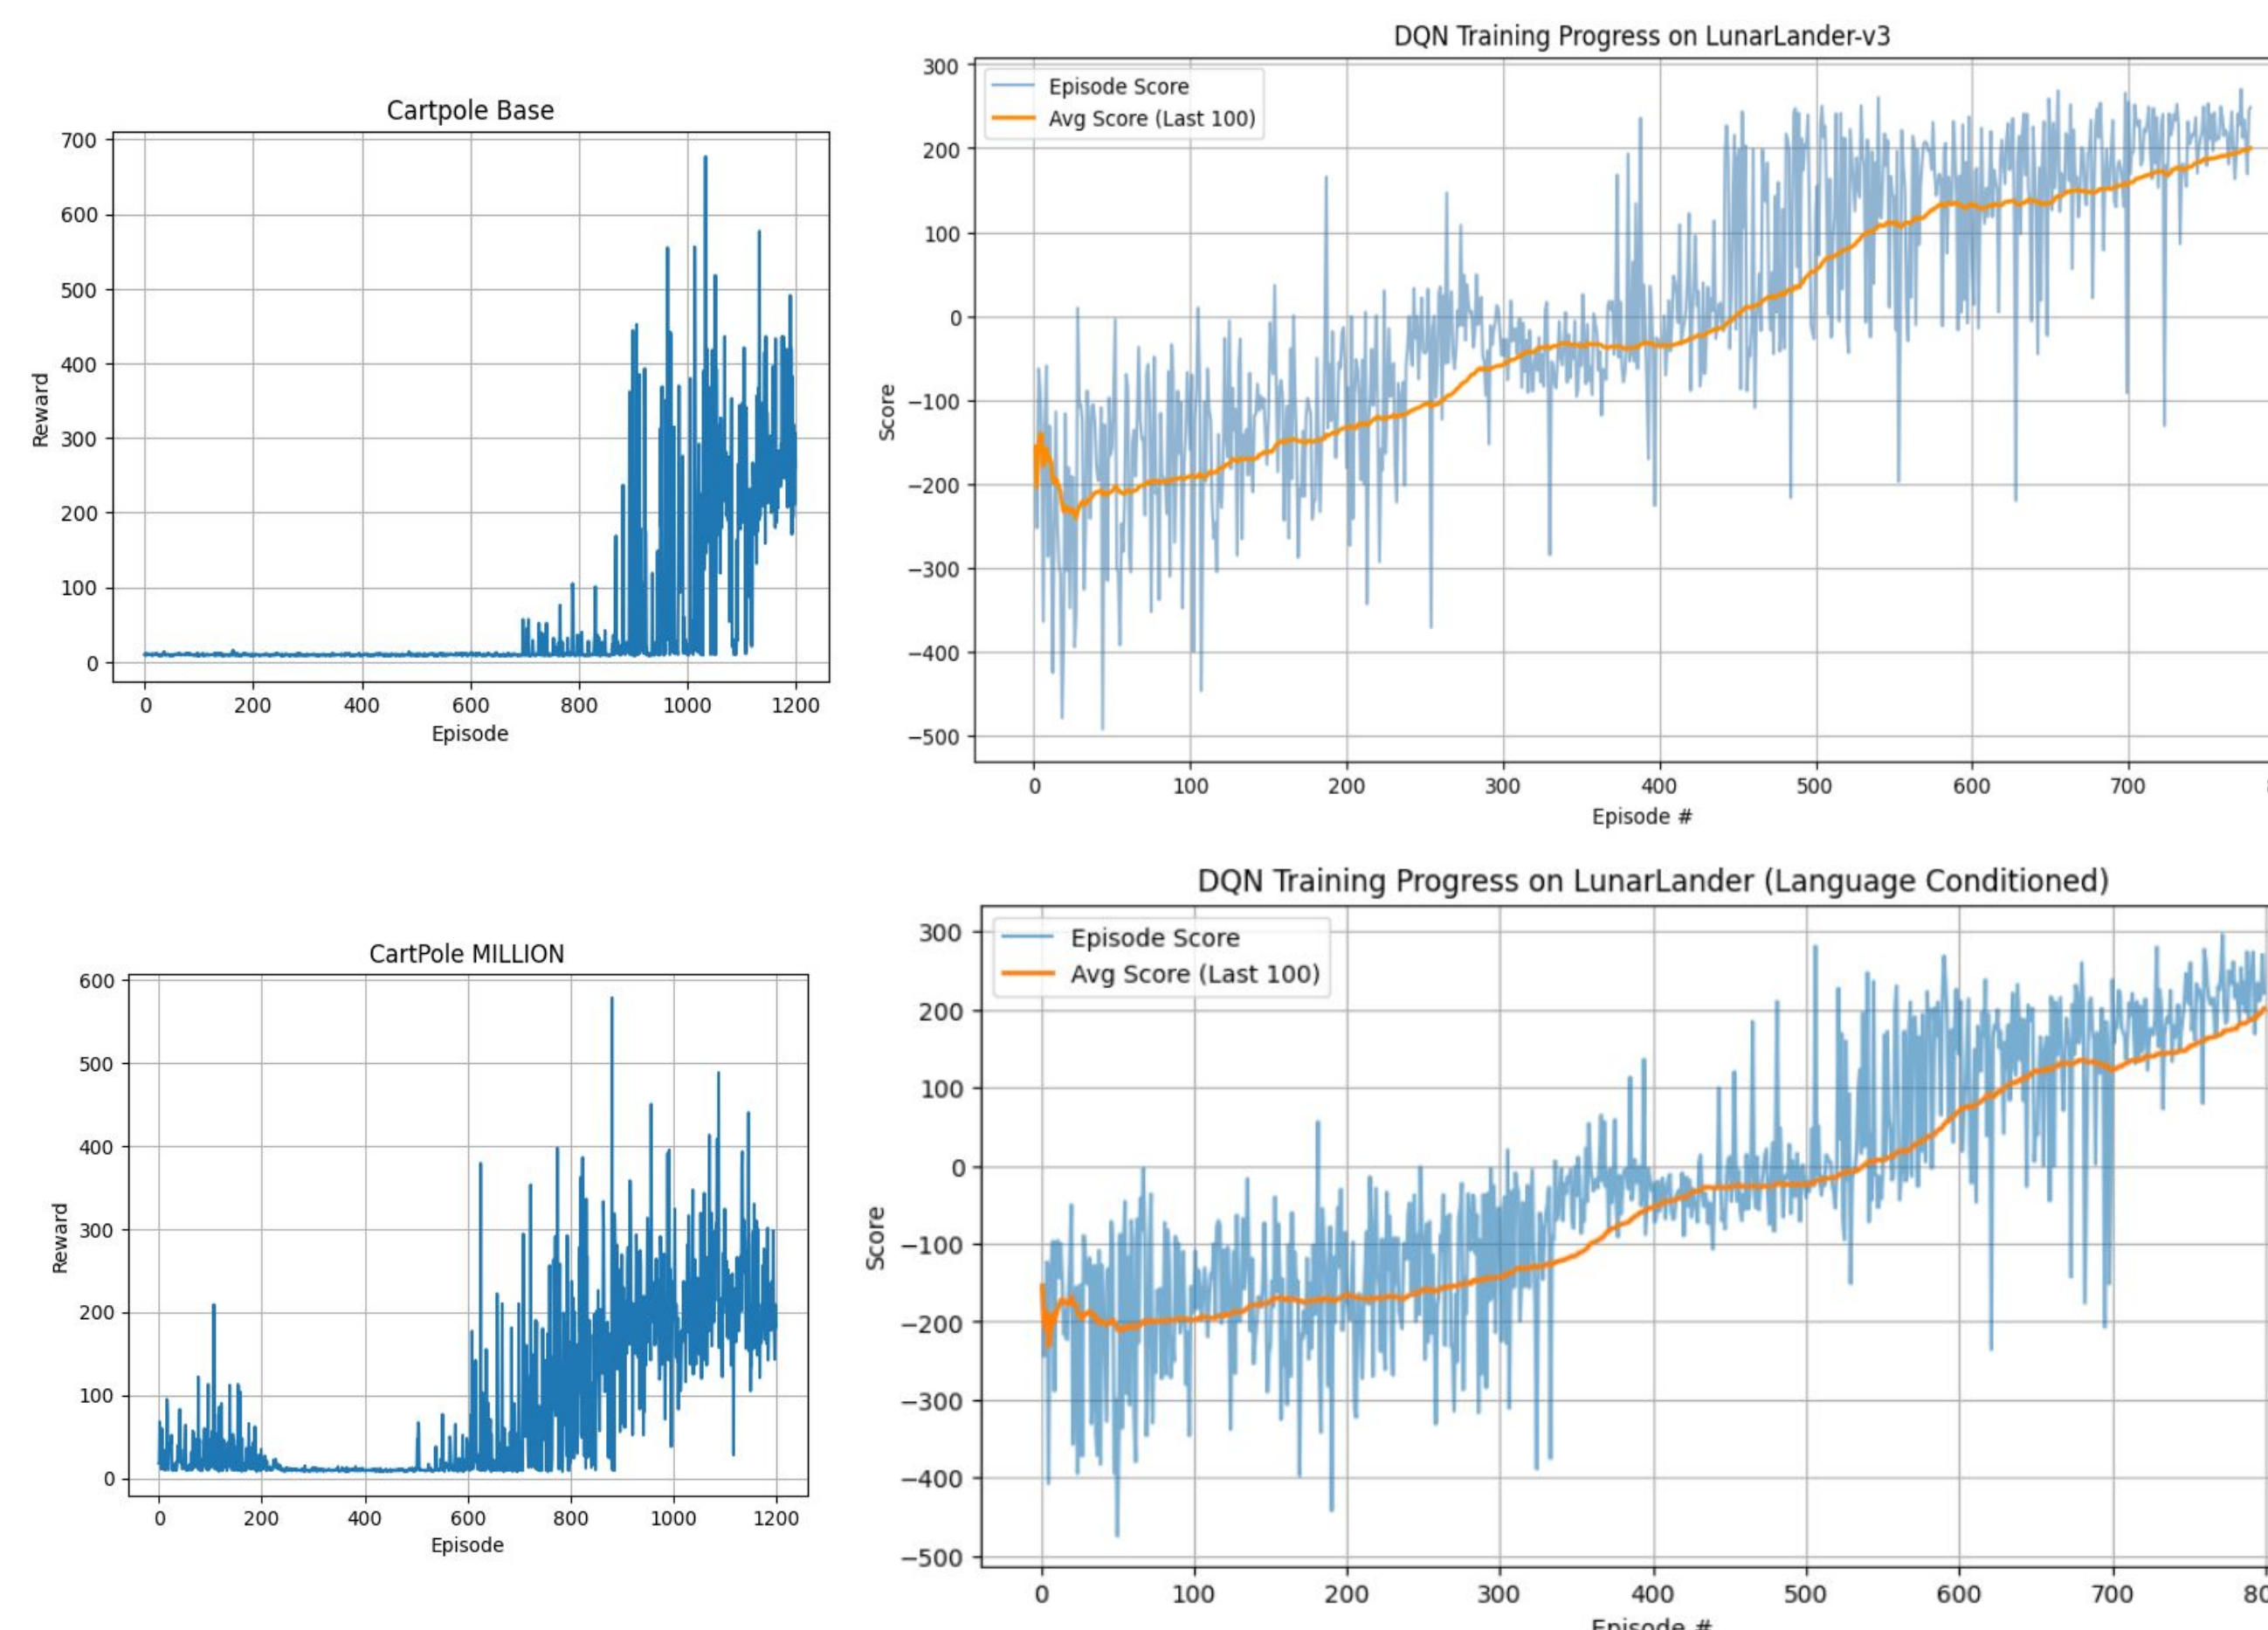 Cartpole Base
700
600
500
400
300
200
100
0
Reward
0 200 400 600 800 1000 1200
Episode
DQN Training Progress on LunarLander-v3
Episode Score
Avg Score (Last 100)
300
200
100
0
−100
−200
−300
−400
−500
Score
0 100 200 300 400 500 600 700
Episode #
CartPole MILLION
600
500
400
300
200
100
0
Reward
0 200 400 600 800 1000 1200
Episode
DQN Training Progress on LunarLander (Language Conditioned)
Episode Score
Avg Score (Last 100)
300
200
100
0
−100
−200
−300
−400
−500
Score
0 100 200 300 400 500 600 700 80
Episode #